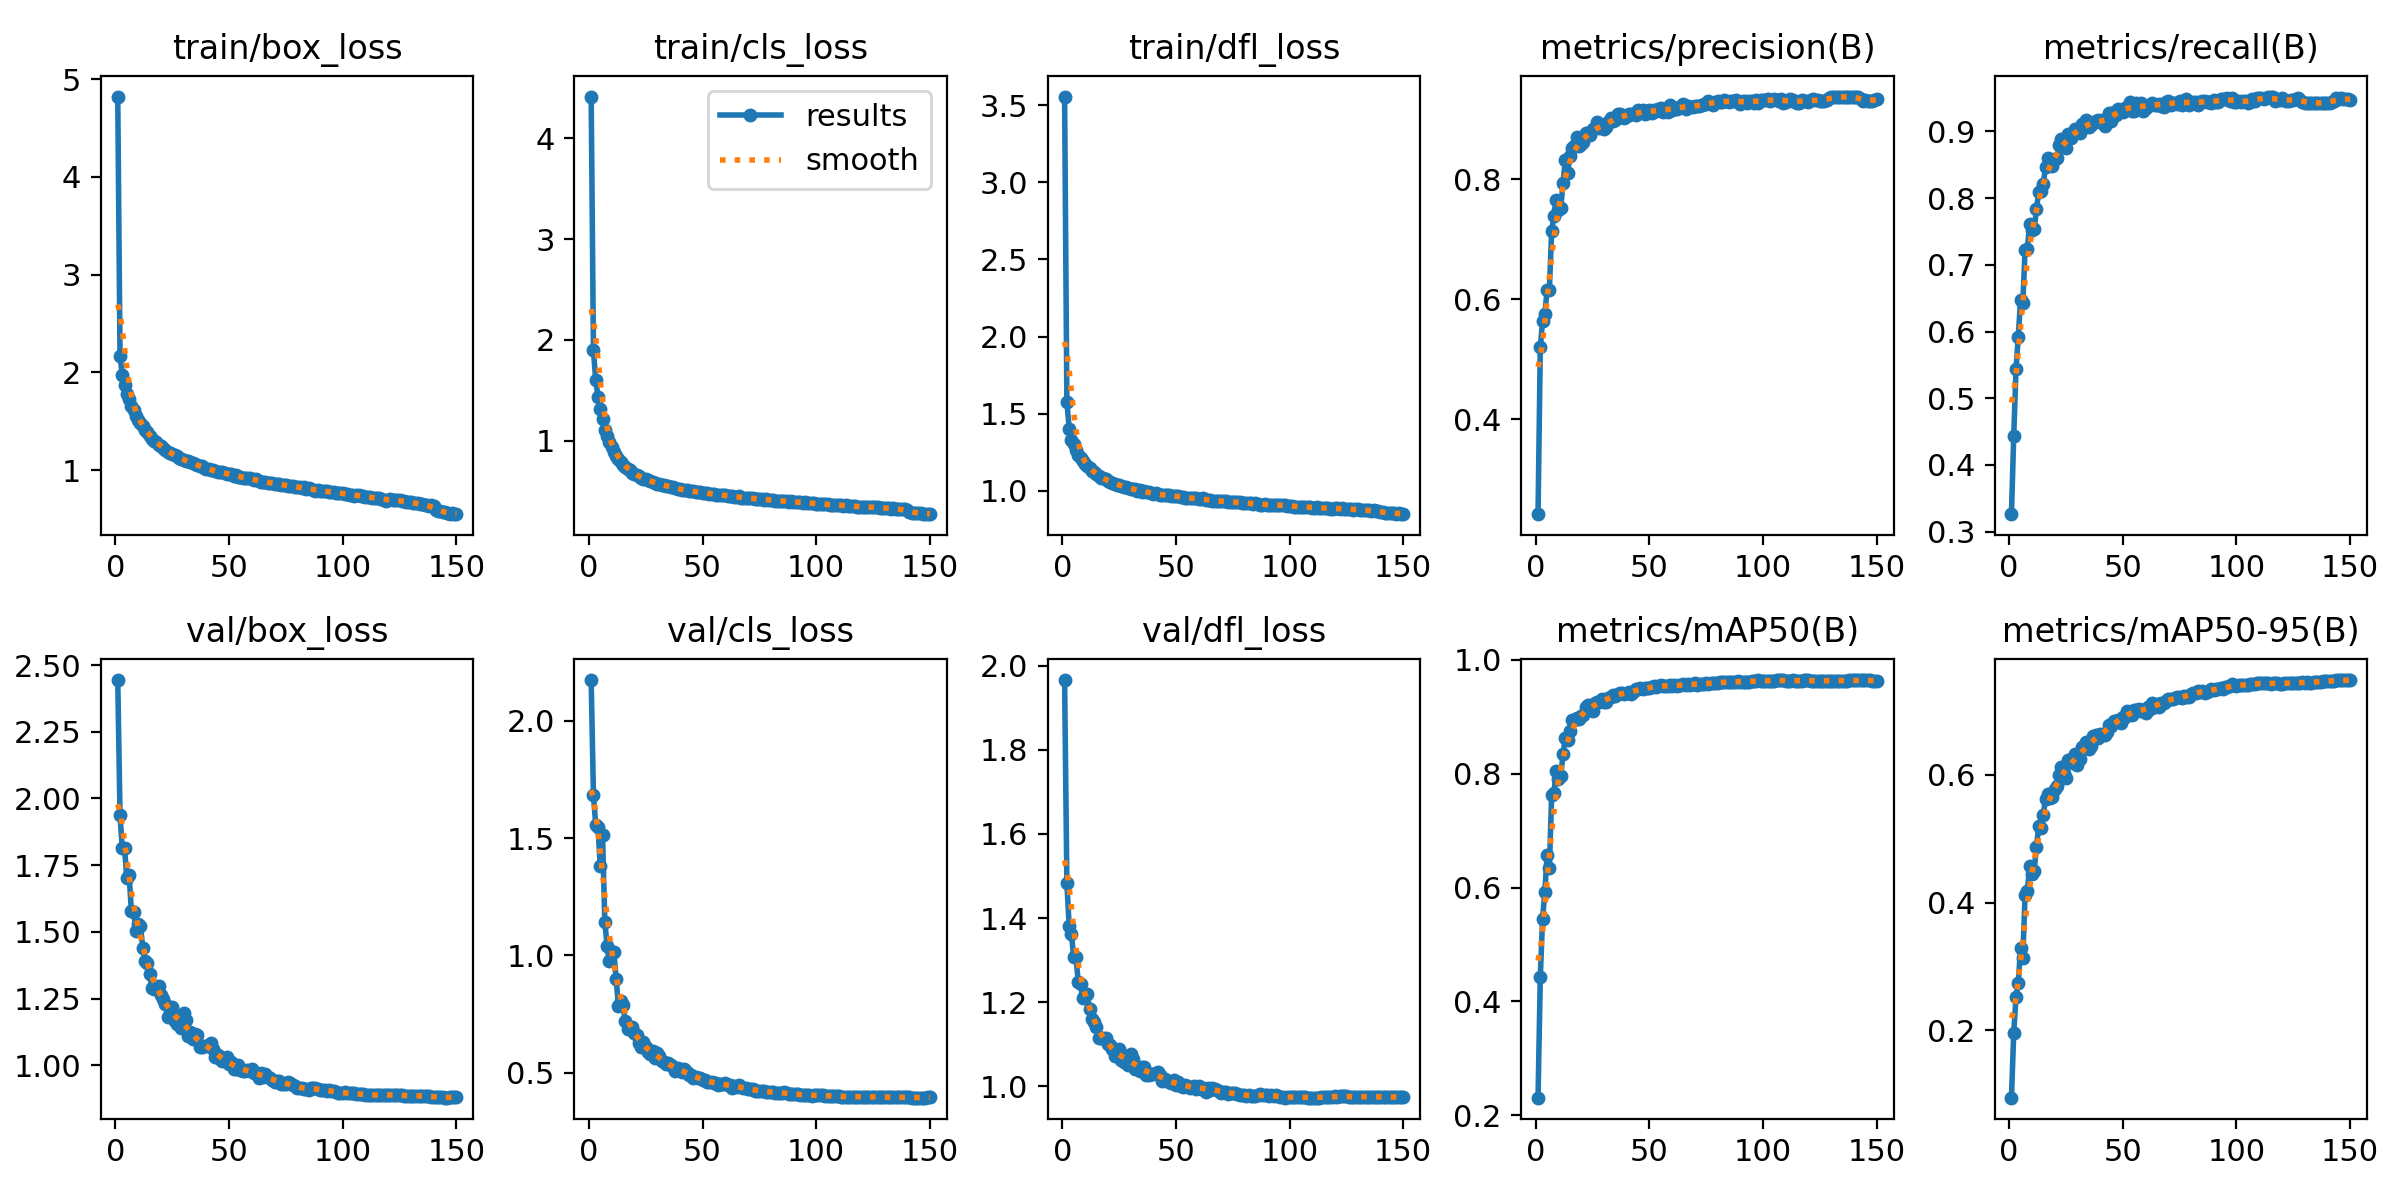 train/box_loss
5
4
3
2
1
0 50 100 150
train/cls_loss
results
smooth
4
3
2
1
0 50 100 150
train/dfl_loss
3.5
3.0
2.5
2.0
1.5
1.0
0 50 100 150
metrics/precision(B)
0.8
0.6
0.4
0 50 100 150
metrics/recall(B)
0.9
0.8
0.7
0.6
0.5
0.4
0.3
0 50 100 150
val/box_loss
2.50
2.25
2.00
1.75
1.50
1.25
1.00
0 50 100 150
val/cls_loss
2.0
1.5
1.0
0.5
0 50 100 150
val/dfl_loss
2.0
1.8
1.6
1.4
1.2
1.0
0 50 100 150
metrics/mAP50(B)
1.0
0.8
0.6
0.4
0.2
0 50 100 150
metrics/mAP50-95(B)
0.6
0.4
0.2
0 50 100 150